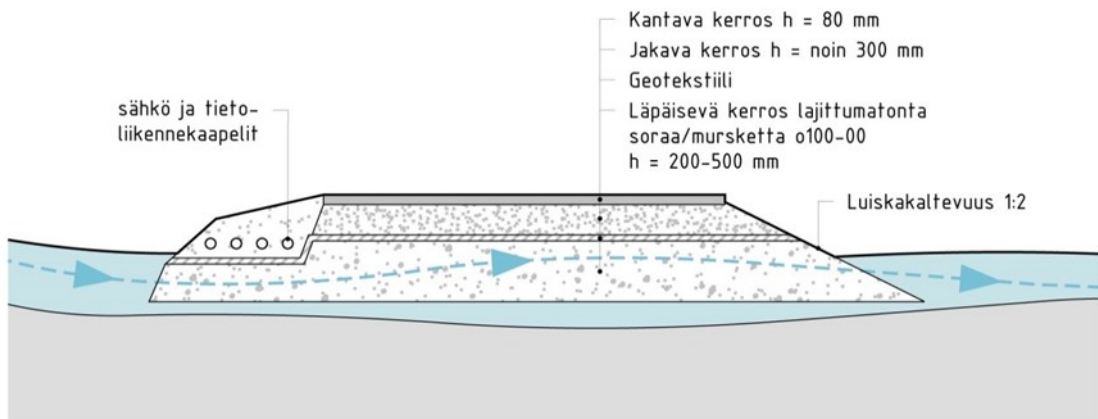 Kantava kerros h = 80 mm
Jakava kerros h = noin 300 mm
Geotekstiili
Läpäisevä kerros lajittumatonta
soraa/mursketta o100-00
h = 200-500 mm
sähkö ja tieto-
liikennekaapelit
Luiskakaltevuus 1:2